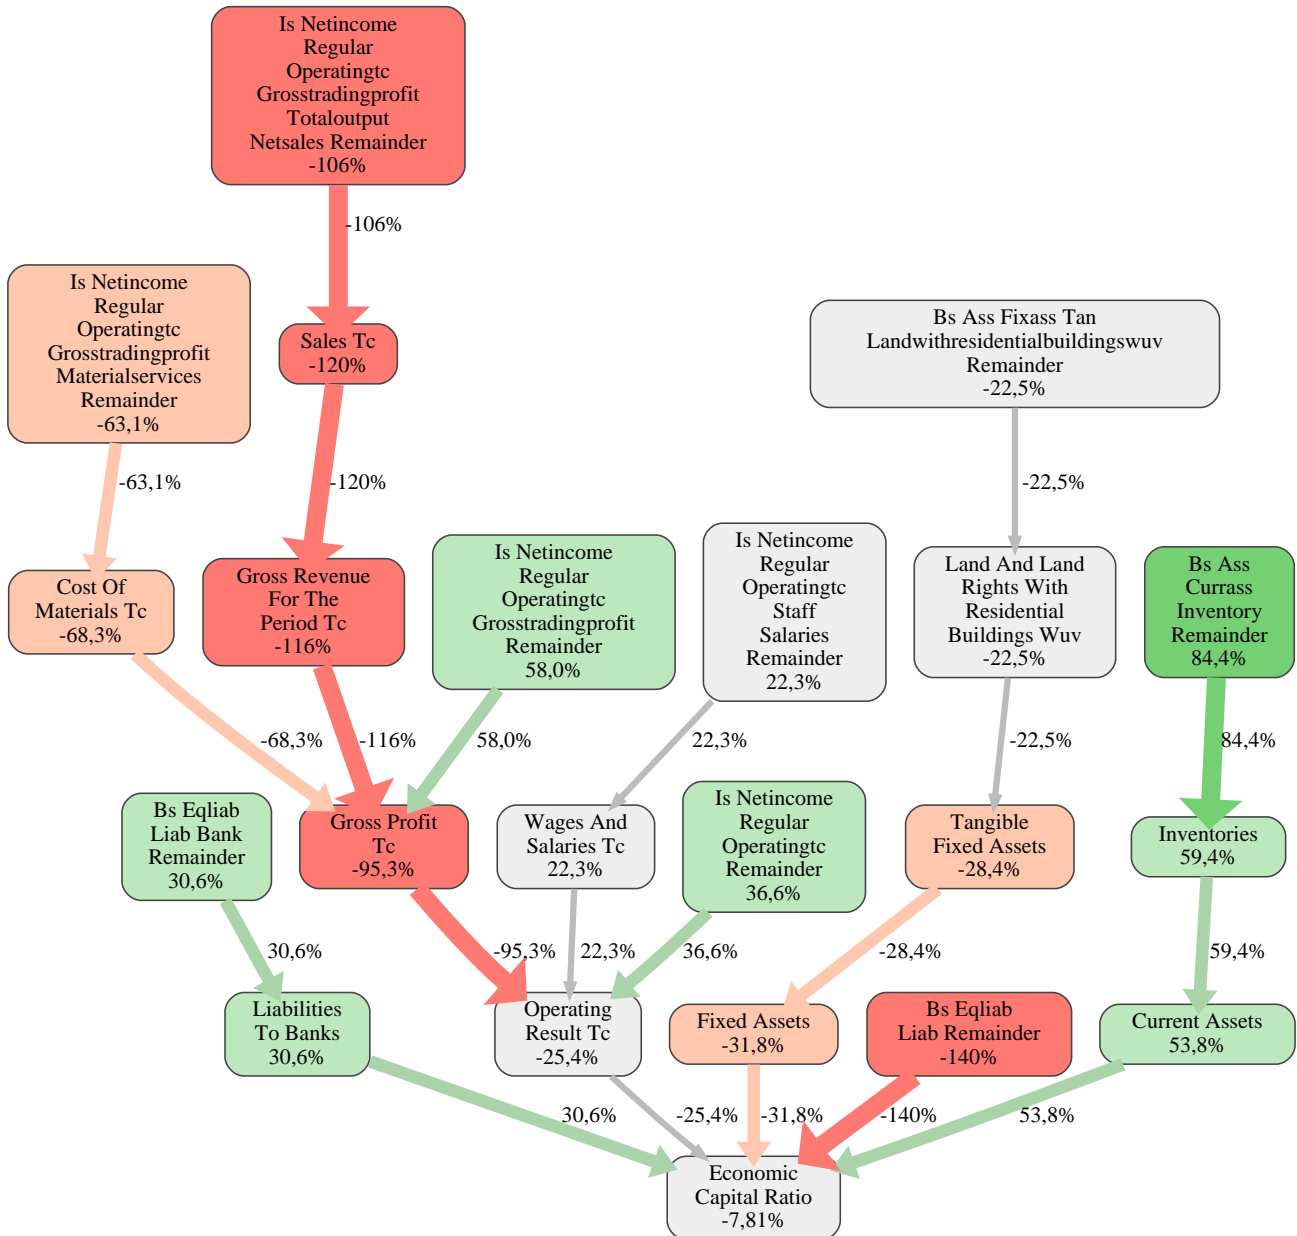 Is Netincome
Regular
Operatingtc
Grosstradingprofit
Totaloutput
Netsales Remainder
-106%
-106%
Is Netincome
Regular
Operatingtc
Grosstradingprofit
Materialservices
Remainder
-63,1%
Sales Tc
-120%
Bs Ass Fixass Tan
Landwithresidentialbuildingswuv
Remainder
-22,5%
-63,1%
-120%
-22,5%
Cost Of
Materials Tc
-68,3%
Gross Revenue
For The
Period Tc
-116%
Is Netincome
Regular
Operatingtc
Grosstradingprofit
Remainder
58,0%
Is Netincome
Regular
Operatingtc
Staff
Salaries
Remainder
22,3%
Land And Land
Rights With
Residential
Buildings Wuv
-22,5%
Bs Ass
Currass
Inventory
Remainder
84,4%
-68,3%
-116%
58,0%
22,3%
-22,5%
84,4%
Bs Eqliab
Liab Bank
Remainder
30,6%
Gross Profit
Tc
-95,3%
Wages And
Salaries Tc
22,3%
Is Netincome
Regular
Operatingtc
Remainder
36,6%
Tangible
Fixed Assets
-28,4%
Inventories
59,4%
30,6%
-95,3%
22,3%
36,6%
-28,4%
59,4%
Liabilities
To Banks
30,6%
Operating
Result Tc
-25,4%
Fixed Assets
-31,8%
Bs Eqliab
Liab Remainder
-140%
Current Assets
53,8%
30,6%
-25,4%
-31,8%
-140%
53,8%
Economic
Capital Ratio
-7,81%